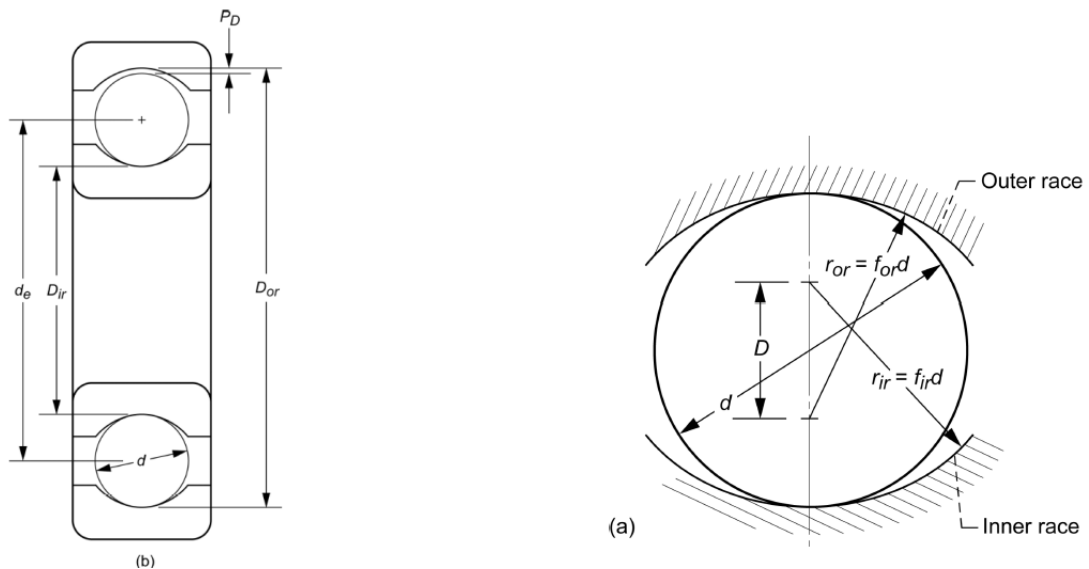 P_D
d_e
D_ir
D_or
d
(b)
Outer race
r_or = f_or d
D
r_ir = f_ir d
d
(a)
Inner race